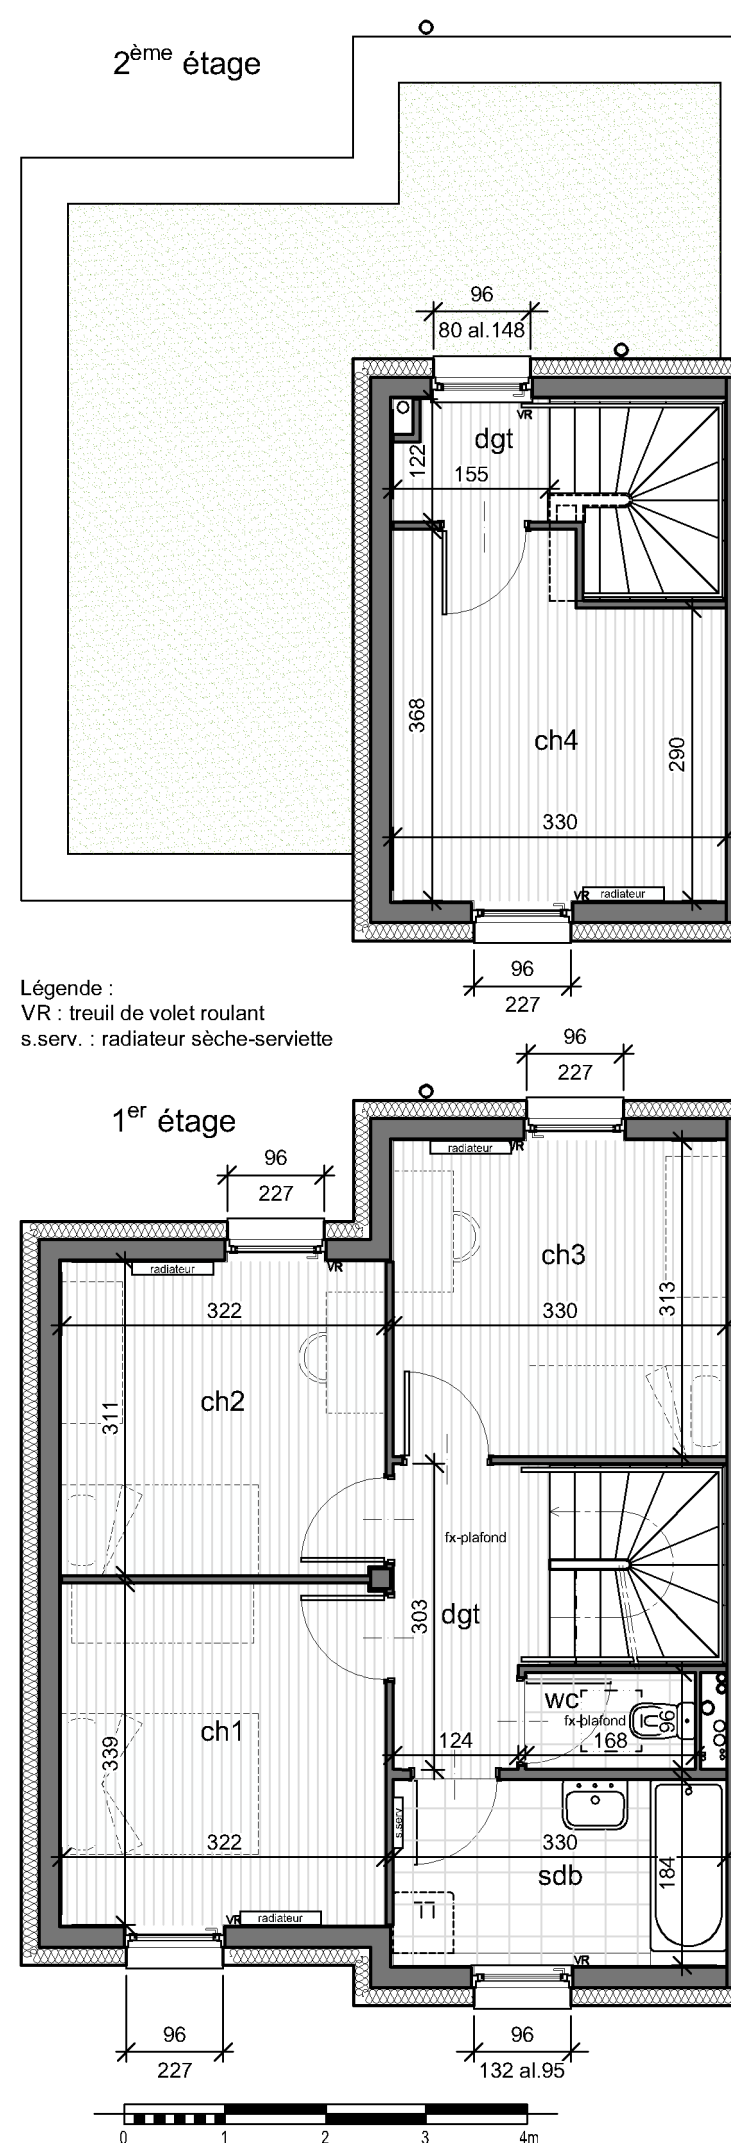 2ème étage
96
80 al.148
VR
dgt
122
155
368
ch4
290
330
VR radiateur
96
227
Légende :
VR : treuil de volet roulant
s.serv. : radiateur sèche-serviette
96
227
1er étage
radiateur VR
96
227
ch3
radiateur VR
313
322
330
ch2
311
fx-plafond
dgt
303
wc
fx-plafond
96
ch1
124
168
339
s.serv
322
330
sdb
184
VR radiateur
VR
96
227
96
132 al.95
0 1 2 3 4m